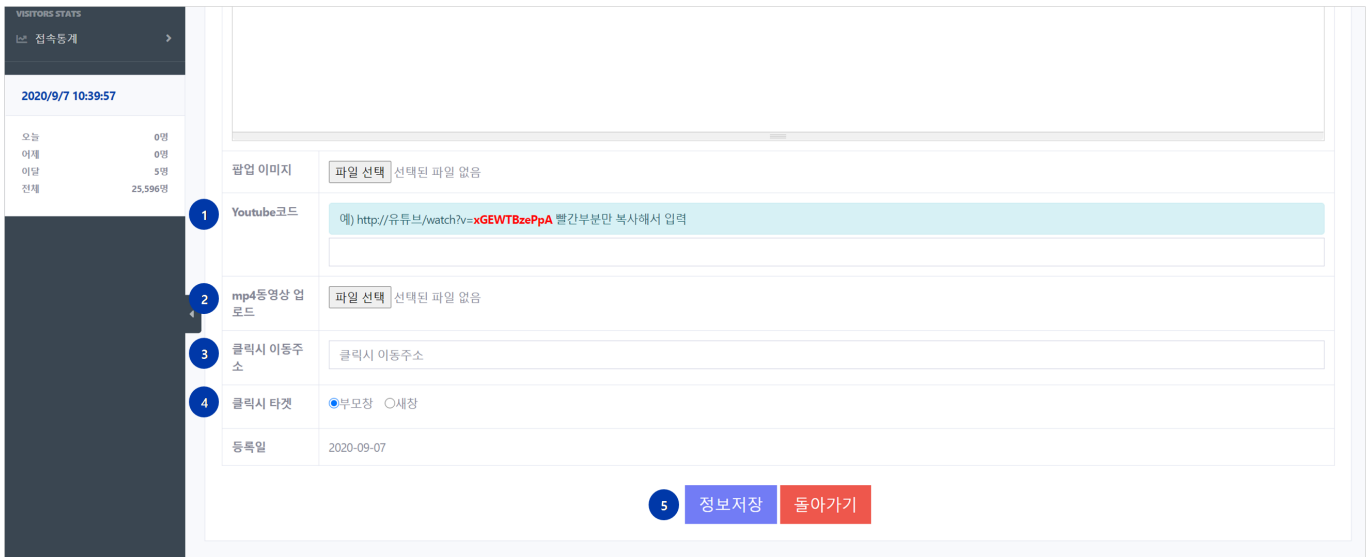 VISITORS STATS
접속통계
2020/9/7 10:39:57
오늘 0명
어제 0명
이달 5명
전체 25,596명
팝업 이미지 파일 선택 선택된 파일 없음
1 Youtube코드 예) http://유튜브/watch?v=xGEWTBzePpA 빨간부분만 복사해서 입력
2 mp4동영상 업
로드 파일 선택 선택된 파일 없음
3 클릭시 이동주
소 클릭시 이동주소
4 클릭시 타겟 부모창 새창
등록일 2020-09-07
5 정보저장 돌아가기